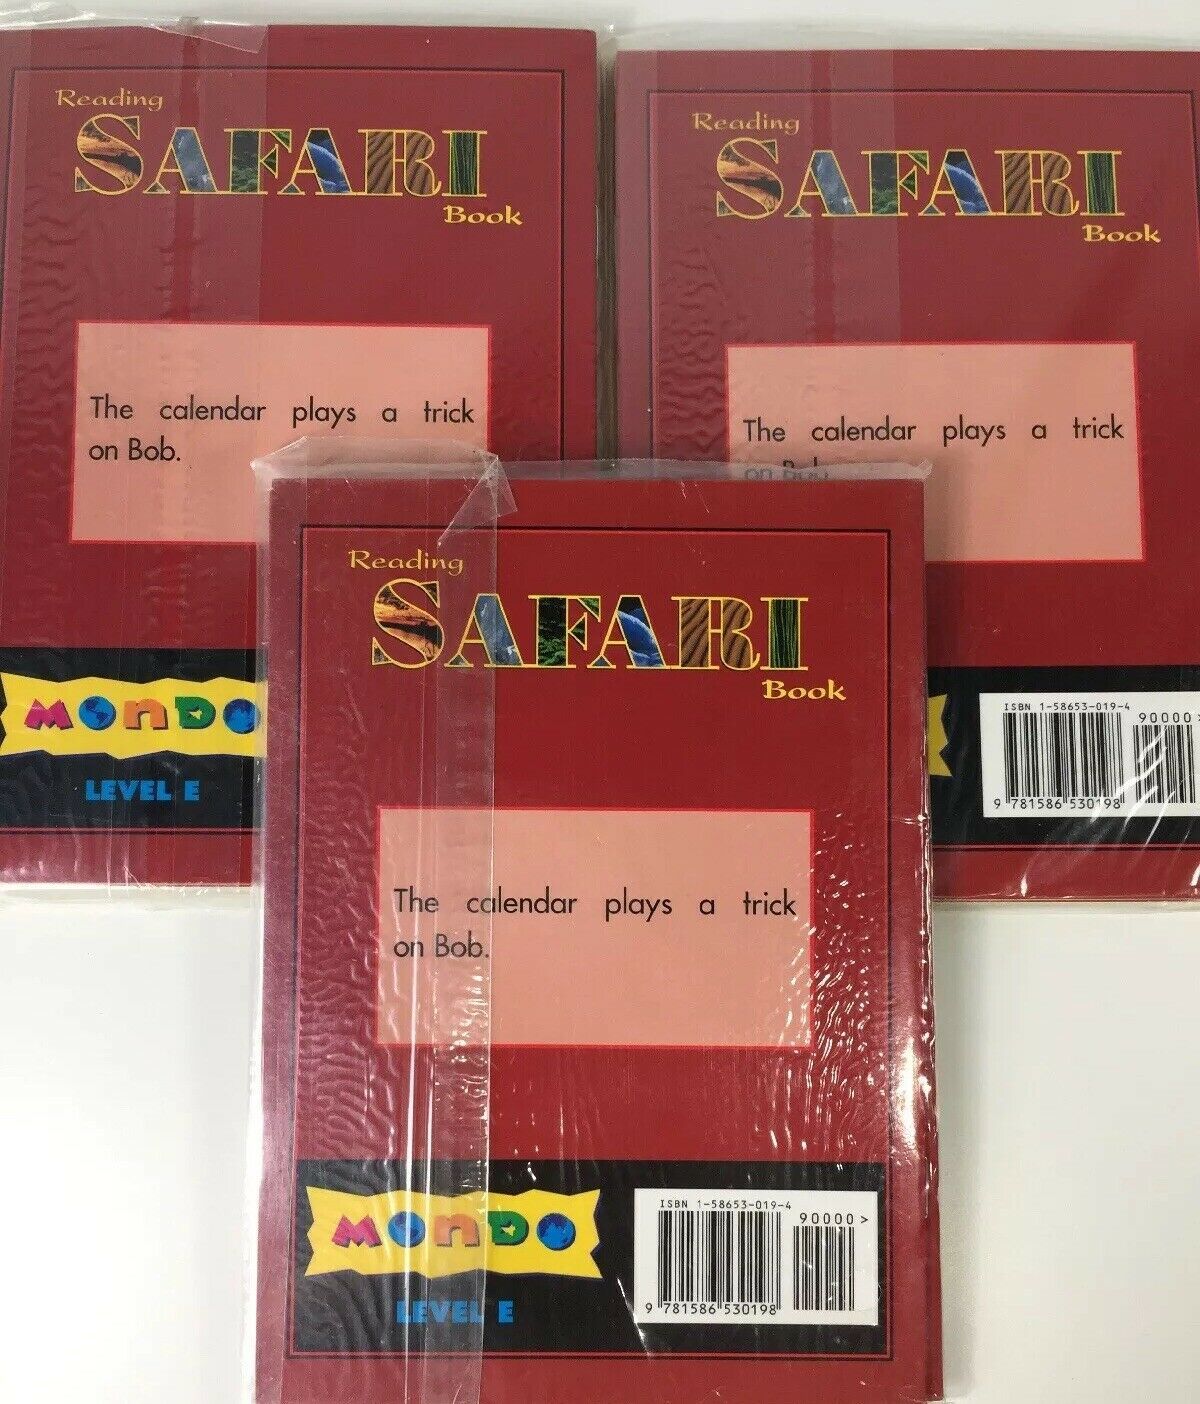 Reading
SAFARI
Book
The calendar plays a trick
on Bob.
MONDO
LEVEL E
Reading
SAFARI
Book
The calendar plays a trick
on Bob.
ISBN 1-58653-019-4
90000>
9 781586 530198
Reading
SAFARI
Book
The calendar plays a trick
on Bob.
MONDO
LEVEL E
ISBN 1-58653-019-4
90000>
9 781586 530198